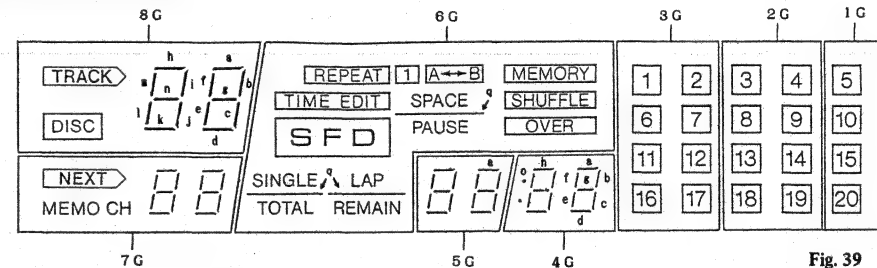 8G 6G 3G 2G 1G
h a
TRACK n i f g b REPEAT 1 A↔B MEMORY 1 2 3 4 5
TIME EDIT SPACE q SHUFFLE
DISC l k j e c SFD PAUSE OVER 6 7 8 9 10
d
NEXT a h a 11 12 13 14 15
SINGLE q LAP f g b
MEMO CH TOTAL REMAIN e c 16 17 18 19 20
d
7G 5G 4G Fig. 39